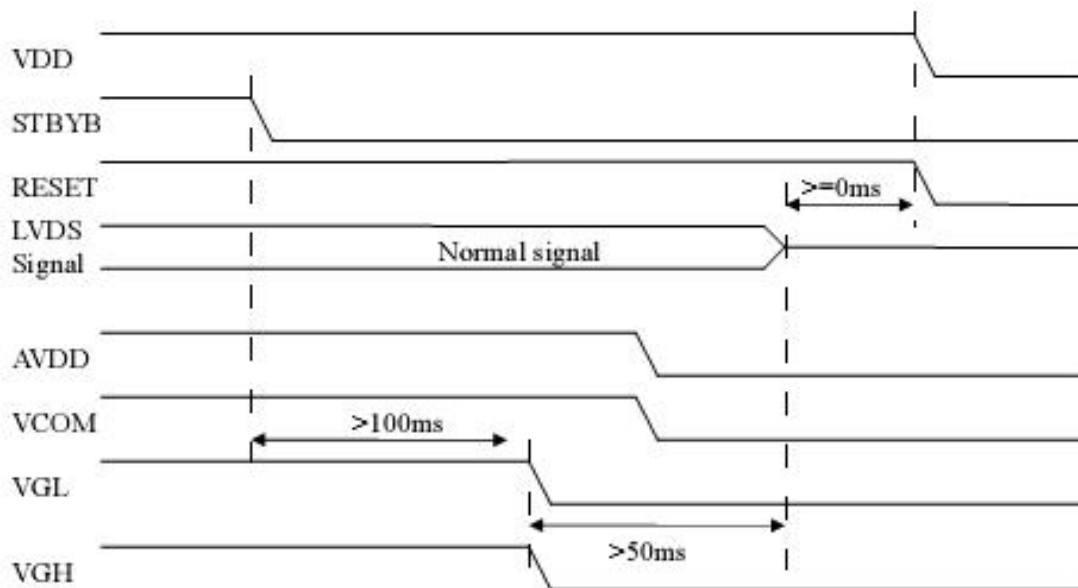 VDD
STBYB
RESET
>=0ms
LVDS
Normal signal
Signal
AVDD
VCOM
>100ms
VGL
>50ms
VGH